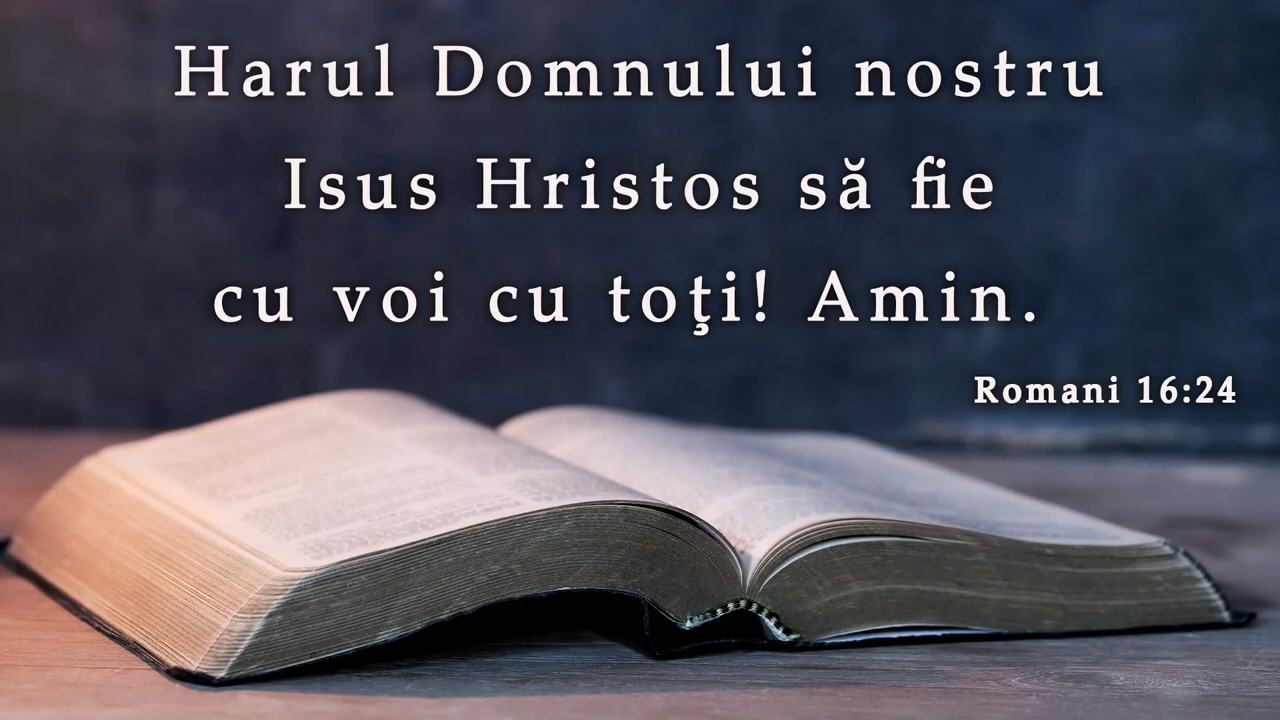 Harul Domnului nostru
Isus Hristos să fie
cu voi cu toţi! Amin.
Romani 16:24